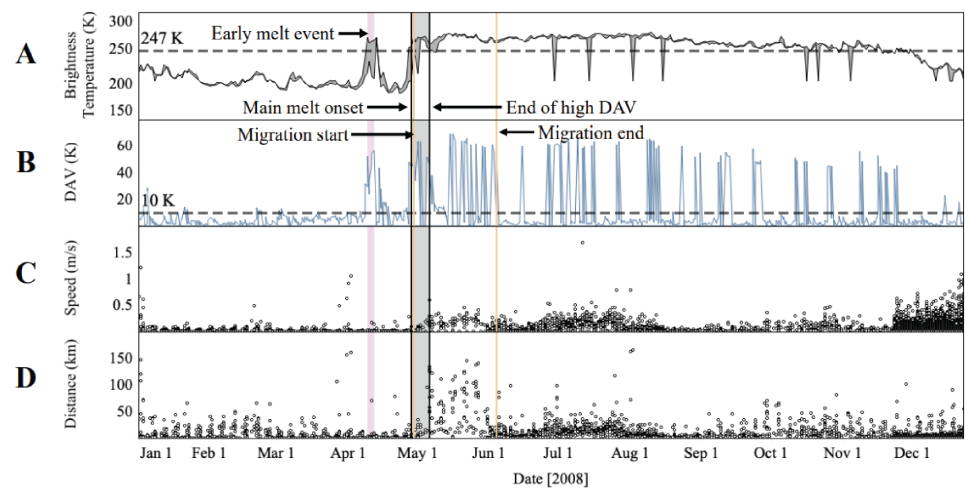 A
Brightness
Temperature (K)
300
250
200
150
247 K
Early melt event
Main melt onset
End of high DAV
B
DAV (K)
60
40
20
10 K
Migration start
Migration end
C
Speed (m/s)
1.5
1
0.5
D
Distance (km)
150
100
50
Jan 1 Feb 1 Mar 1 Apr 1 May 1 Jun 1 Jul 1 Aug 1 Sep 1 Oct 1 Nov 1 Dec 1
Date [2008]